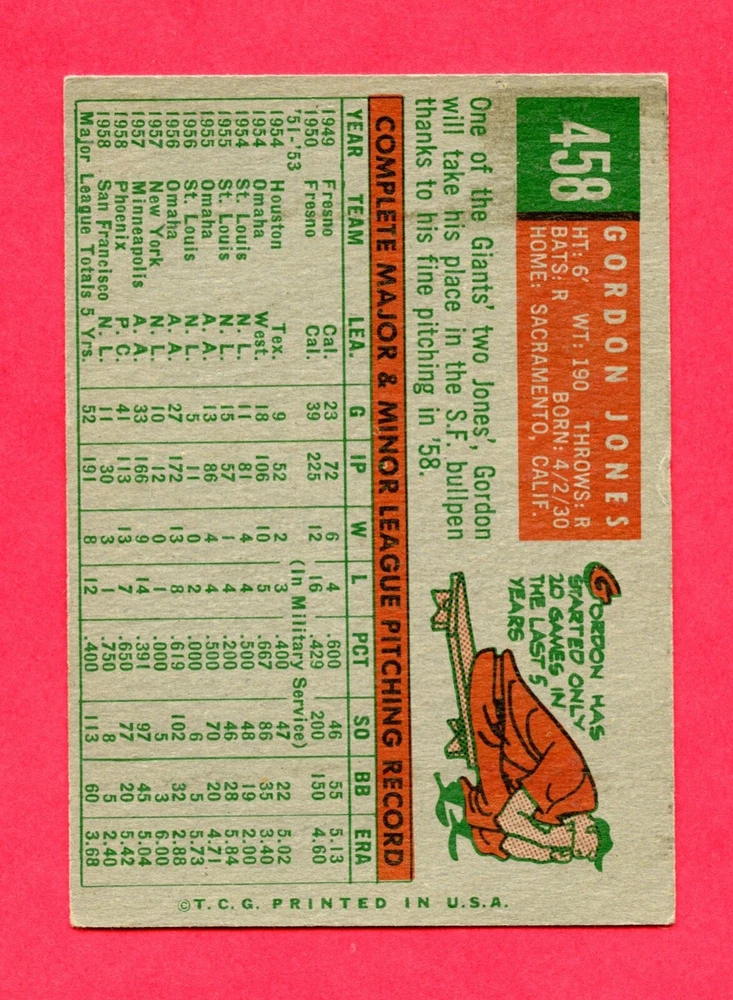 458
GORDON JONES
HT: 6' WT: 190 THROWS: R
BATS: R BORN: 4/2/30
HOME: SACRAMENTO, CALIF.
One of the Giants' two Jones', Gordon
will take his place in the S.F. bullpen
thanks to his fine pitching in '58.
GORDON HAS
STARTED ONLY
20 GAMES IN
THE LAST 5
YEARS
COMPLETE MAJOR & MINOR LEAGUE PITCHING RECORD
YEAR TEAM LEA. G IP W L PCT SO BB ERA
1949 Fresno Cal. 23 72 6 4 .600 46 55 5.13
1950 Fresno Cal. 39 225 12 16 .429 200 150 4.60
'51-'53 (In Military Service)
1954 Houston Tex. 9 52 2 3 .400 47 22 5.02
1954 Omaha West. 18 106 10 5 .667 86 35 3.40
1954 St. Louis N.L. 11 81 4 4 .500 48 19 2.00
1955 St. Louis N.L. 15 57 1 4 .200 46 28 5.84
1955 Omaha A.A. 13 86 4 4 .500 70 20 4.71
1956 St. Louis N.L. 5 11 0 2 .000 6 5 5.73
1956 Omaha A.A. 27 172 13 8 .619 102 32 2.88
1957 New York N.L. 10 12 0 1 .000 5 3 6.00
1957 Minneapolis A.A. 33 166 9 14 .391 97 45 5.04
1958 Phoenix P.C. 41 113 13 7 .650 77 20 5.42
1958 San Francisco N.L. 11 30 3 1 .750 8 5 2.40
Major League Totals 5 Yrs. 52 191 8 12 .400 113 60 3.68
©T.C.G. PRINTED IN U.S.A.